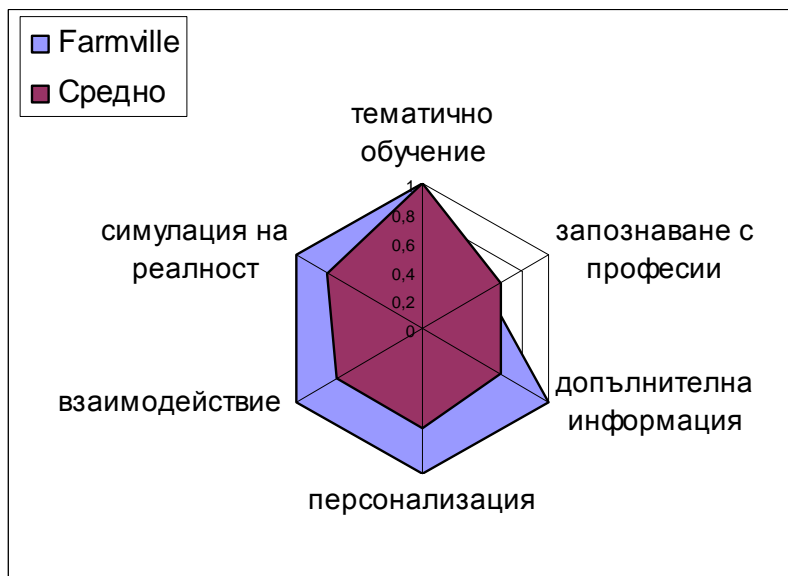 Farmville
Средно
тематично
обучение
1
0,8
0,6
0,4
0,2
0
симулация на
реалност
запознаване с
професии
взаимодействие
допълнителна
информация
персонализация